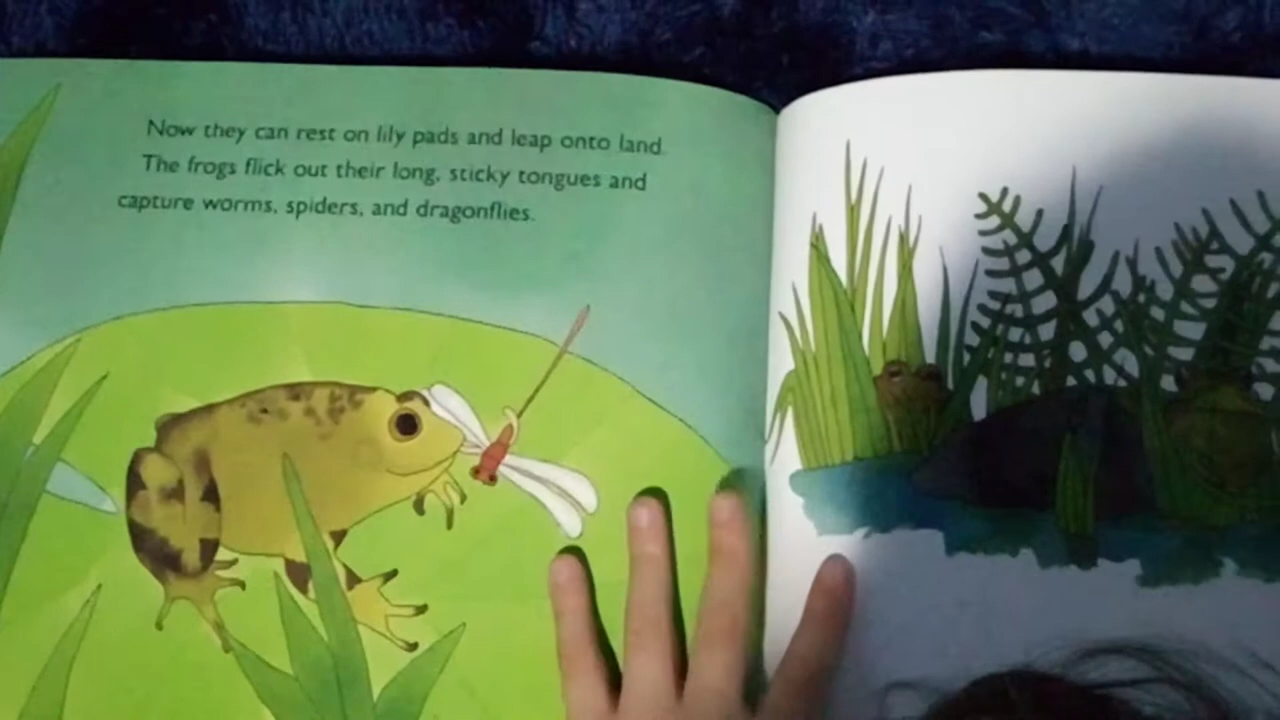 Now they can rest on lily pads and leap onto land.
The frogs flick out their long, sticky tongues and
capture worms, spiders, and dragonflies.